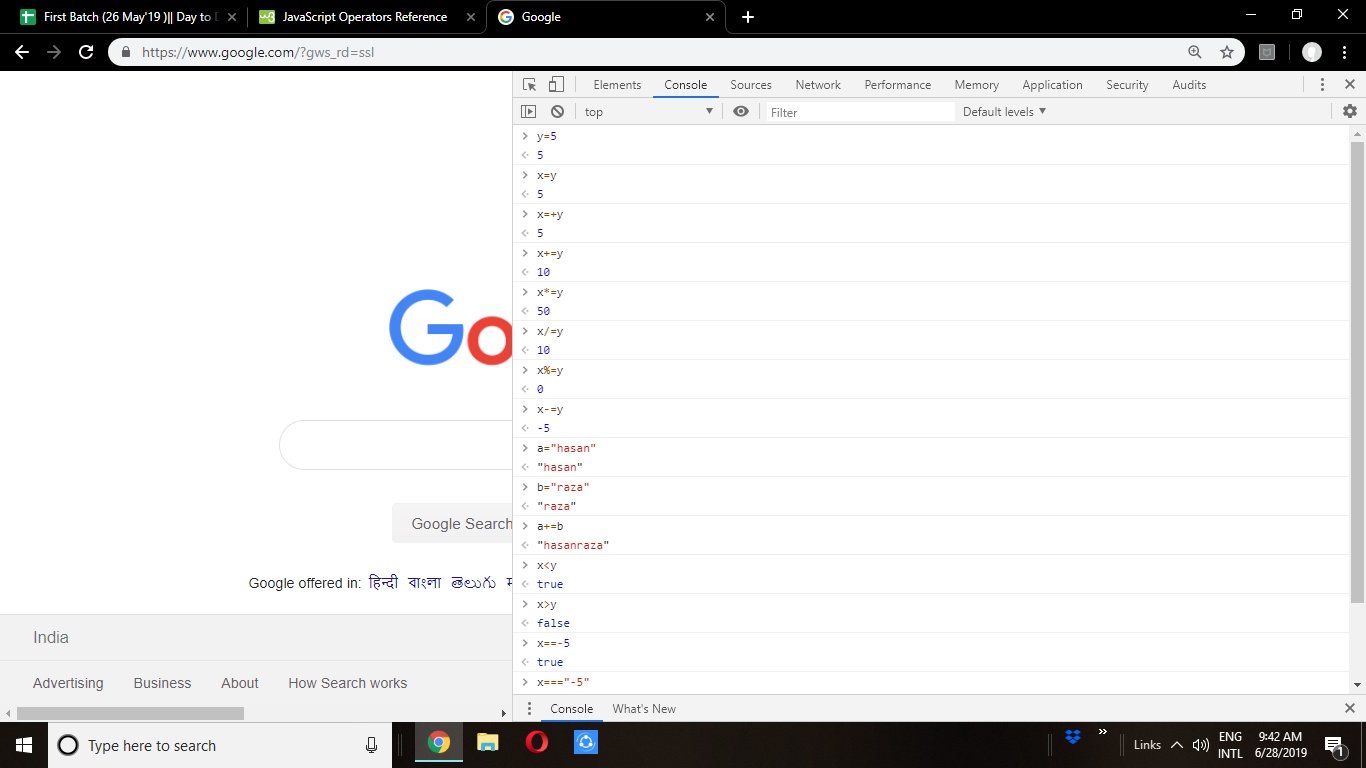 First Batch (26 May'19 )|| Day to D
JavaScript Operators Reference
Google
https://www.google.com/?gws_rd=ssl
Elements Console Sources Network Performance Memory Application Security Audits
top Filter Default levels
y=5
5
x=y
5
x=+y
5
x+=y
10
x*=y
50
x/=y
10
x%=y
0
x-=y
-5
a="hasan"
"hasan"
b="raza"
"raza"
a+=b
"hasanraza"
x<y
true
x>y
false
x==-5
true
x==="-5"
Console What's New
Go
Google Search
Google offered in: हिन्दी বাংলা తెలుగు
India
Advertising Business About How Search works
Type here to search
Links
ENG
INTL
9:42 AM
6/28/2019
1